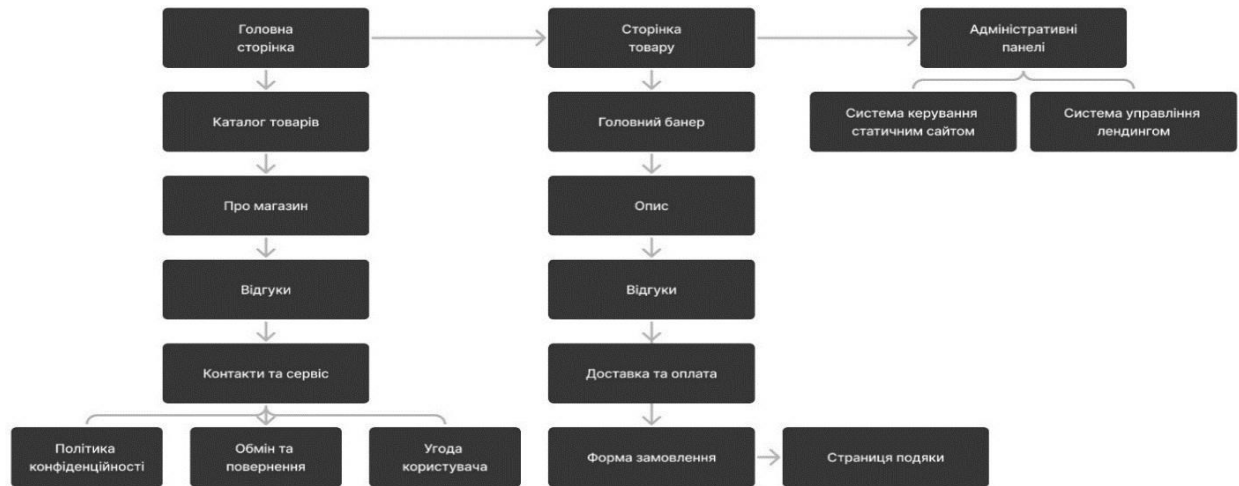 Головна
сторінка
Сторінка
товару
Адміністративні
панелі
Каталог товарів
Головний банер
Система керування
статичним сайтом
Система управління
лендингом
Про магазин
Опис
Відгуки
Відгуки
Контакти та сервіс
Доставка та оплата
Політика
конфіденційності
Обмін та
повернення
Угода
користувача
Форма замовлення
Страниця подяки